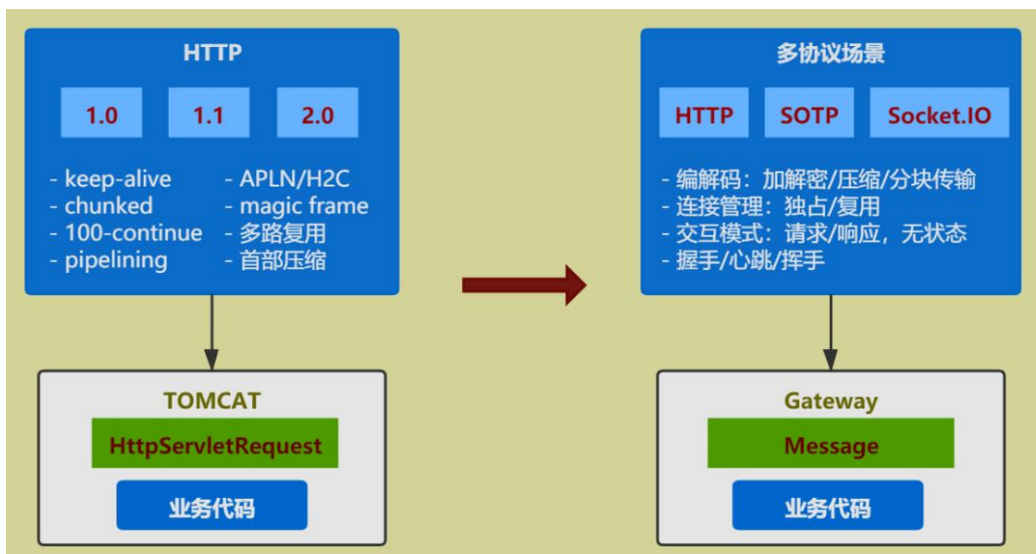 HTTP
1.0 1.1 2.0
- keep-alive
- chunked
- 100-continue
- pipelining
- APLN/H2C
- magic frame
- 多路复用
- 首部压缩
TOMCAT
HttpServletRequest
业务代码
多协议场景
HTTP SOTP Socket.IO
- 编解码：加解密/压缩/分块传输
- 连接管理：独占/复用
- 交互模式：请求/响应，无状态
- 握手/心跳/挥手
Gateway
Message
业务代码